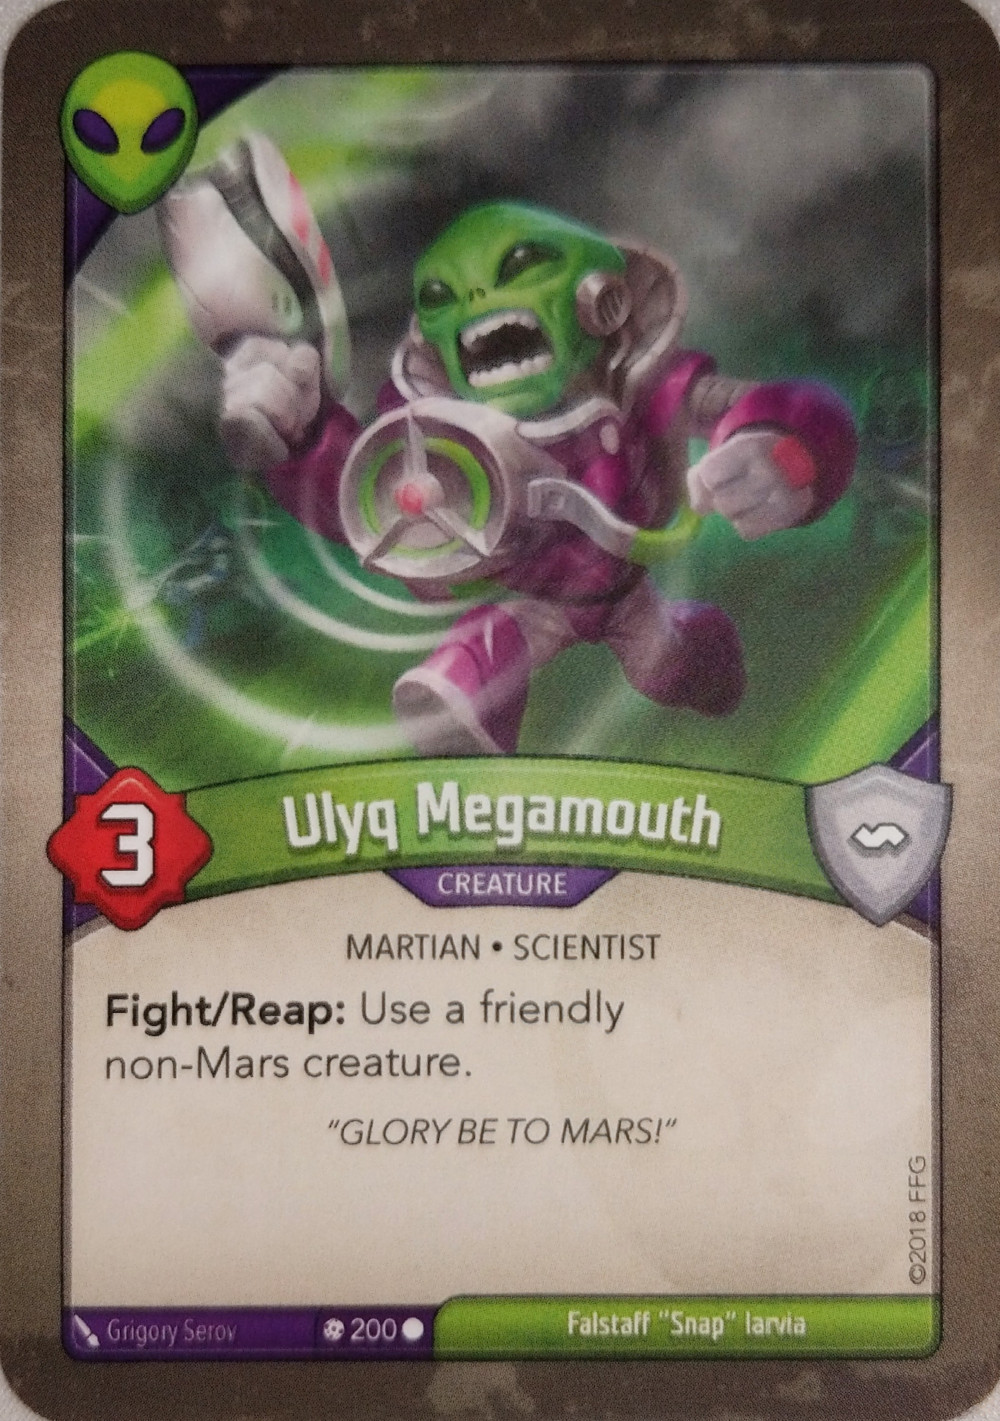 Ulyq Megamouth
3
~
CREATURE
MARTIAN • SCIENTIST
Fight/Reap: Use a friendly
non-Mars creature.
“GLORY BE TO MARS!”
©2018 FFG
Grigory Serov
200
Falstaff “Snap” Iarvia